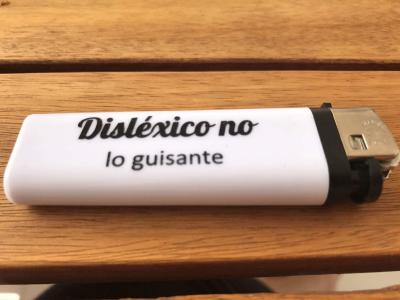 Disléxico no
lo guisante